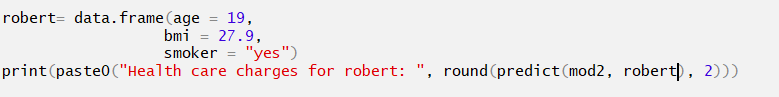 robert= data.frame(age = 19,
                    bmi = 27.9,
                    smoker = "yes")
print(paste0("Health care charges for robert: ", round(predict(mod2, robert), 2)))